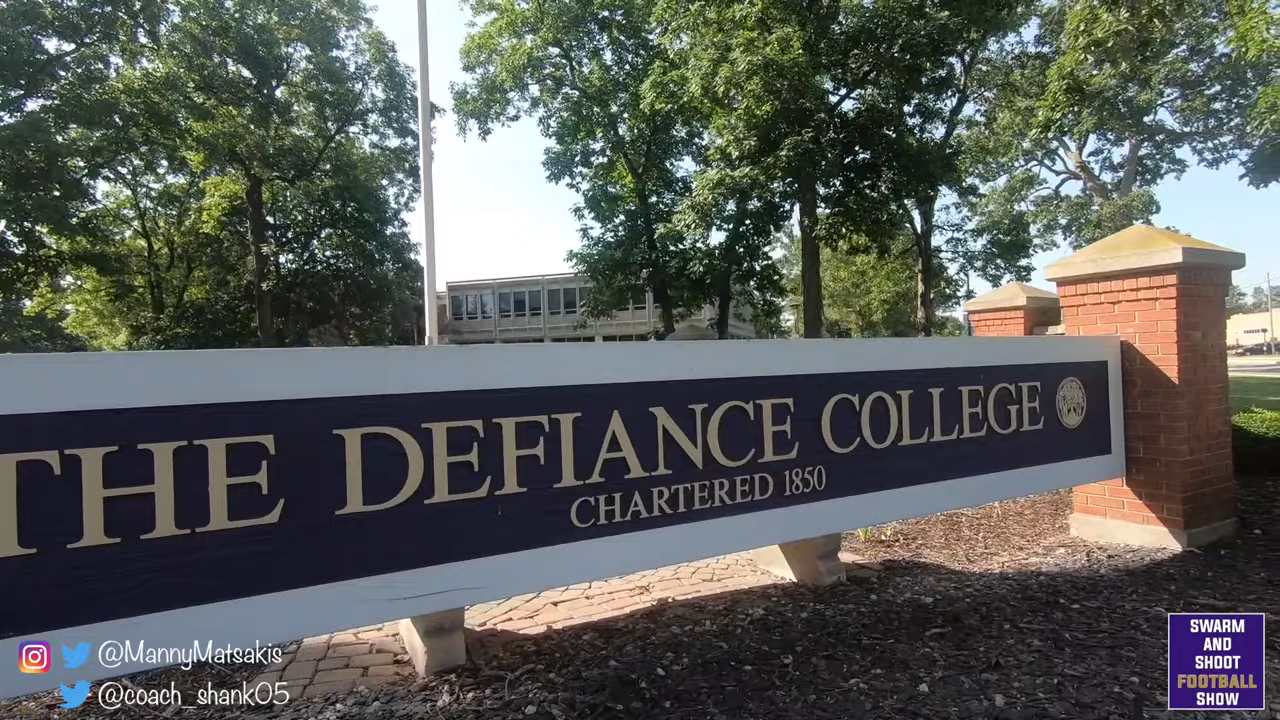 THE DEFIANCE COLLEGE
CHARTERED 1850
@MannyMatsakis
@coach_shank05
SWARM
AND
SHOOT
FOOTBALL
SHOW